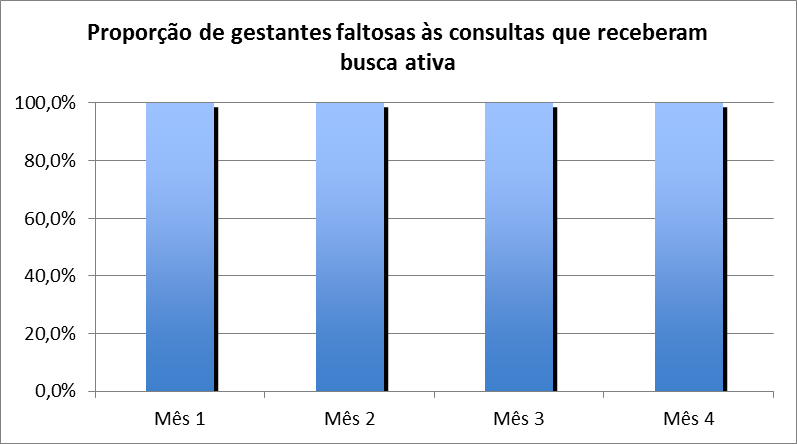 Proporção de gestantes faltosas às consultas que receberam
busca ativa
100,0%
80,0%
60,0%
40,0%
20,0%
0,0%
Mês 1 Mês 2 Mês 3 Mês 4